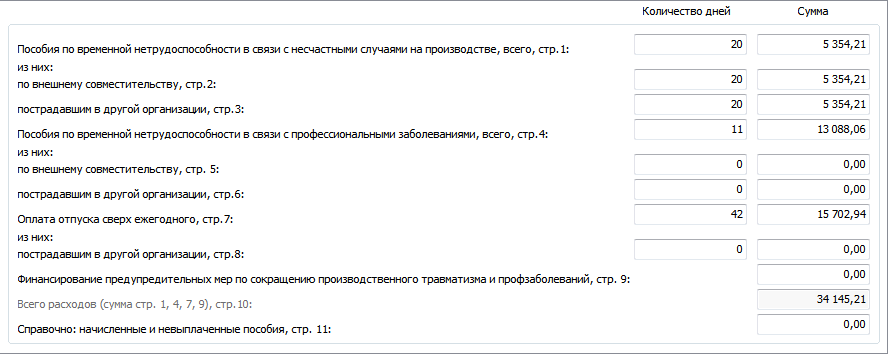 Количество дней Сумма
Пособия по временной нетрудоспособности в связи с несчастными случаями на производстве, всего, стр.1: 20 5 354,21
из них:
по внешнему совместительству, стр.2: 20 5 354,21
пострадавшим в другой организации, стр.3: 20 5 354,21
Пособия по временной нетрудоспособности в связи с профессиональными заболеваниями, всего, стр.4: 11 13 088,06
из них:
по внешнему совместительству, стр. 5: 0 0,00
пострадавшим в другой организации, стр.6: 0 0,00
Оплата отпуска сверх ежегодного, стр.7: 42 15 702,94
из них:
пострадавшим в другой организации, стр.8: 0 0,00
Финансирование предупредительных мер по сокращению производственного травматизма и профзаболеваний, стр. 9: 0,00
Всего расходов (сумма стр. 1, 4, 7, 9), стр.10: 34 145,21
Справочно: начисленные и невыплаченные пособия, стр. 11: 0,00